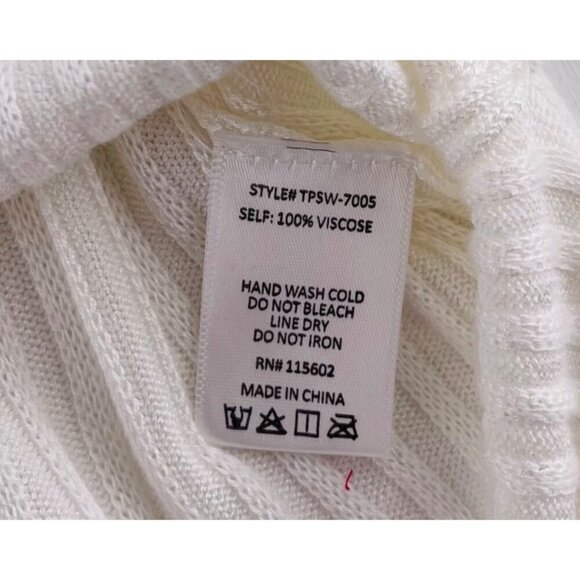 STYLE# TPSW-7005
SELF: 100% VISCOSE
HAND WASH COLD
DO NOT BLEACH
LINE DRY
DO NOT IRON
RN# 115602
MADE IN CHINA